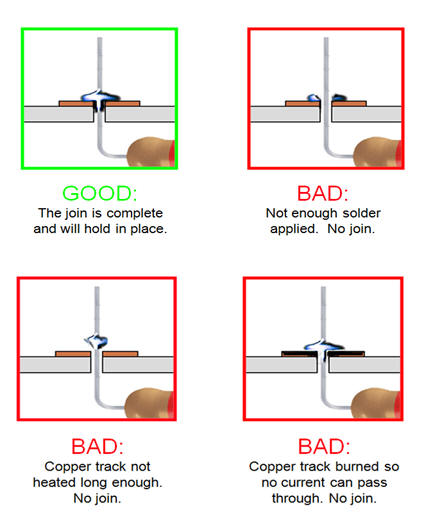 GOOD:
The join is complete
and will hold in place.
BAD:
Not enough solder
applied.  No join.
BAD:
Copper track not
heated long enough.
No join.
BAD:
Copper track burned so
no current can pass
through. No join.